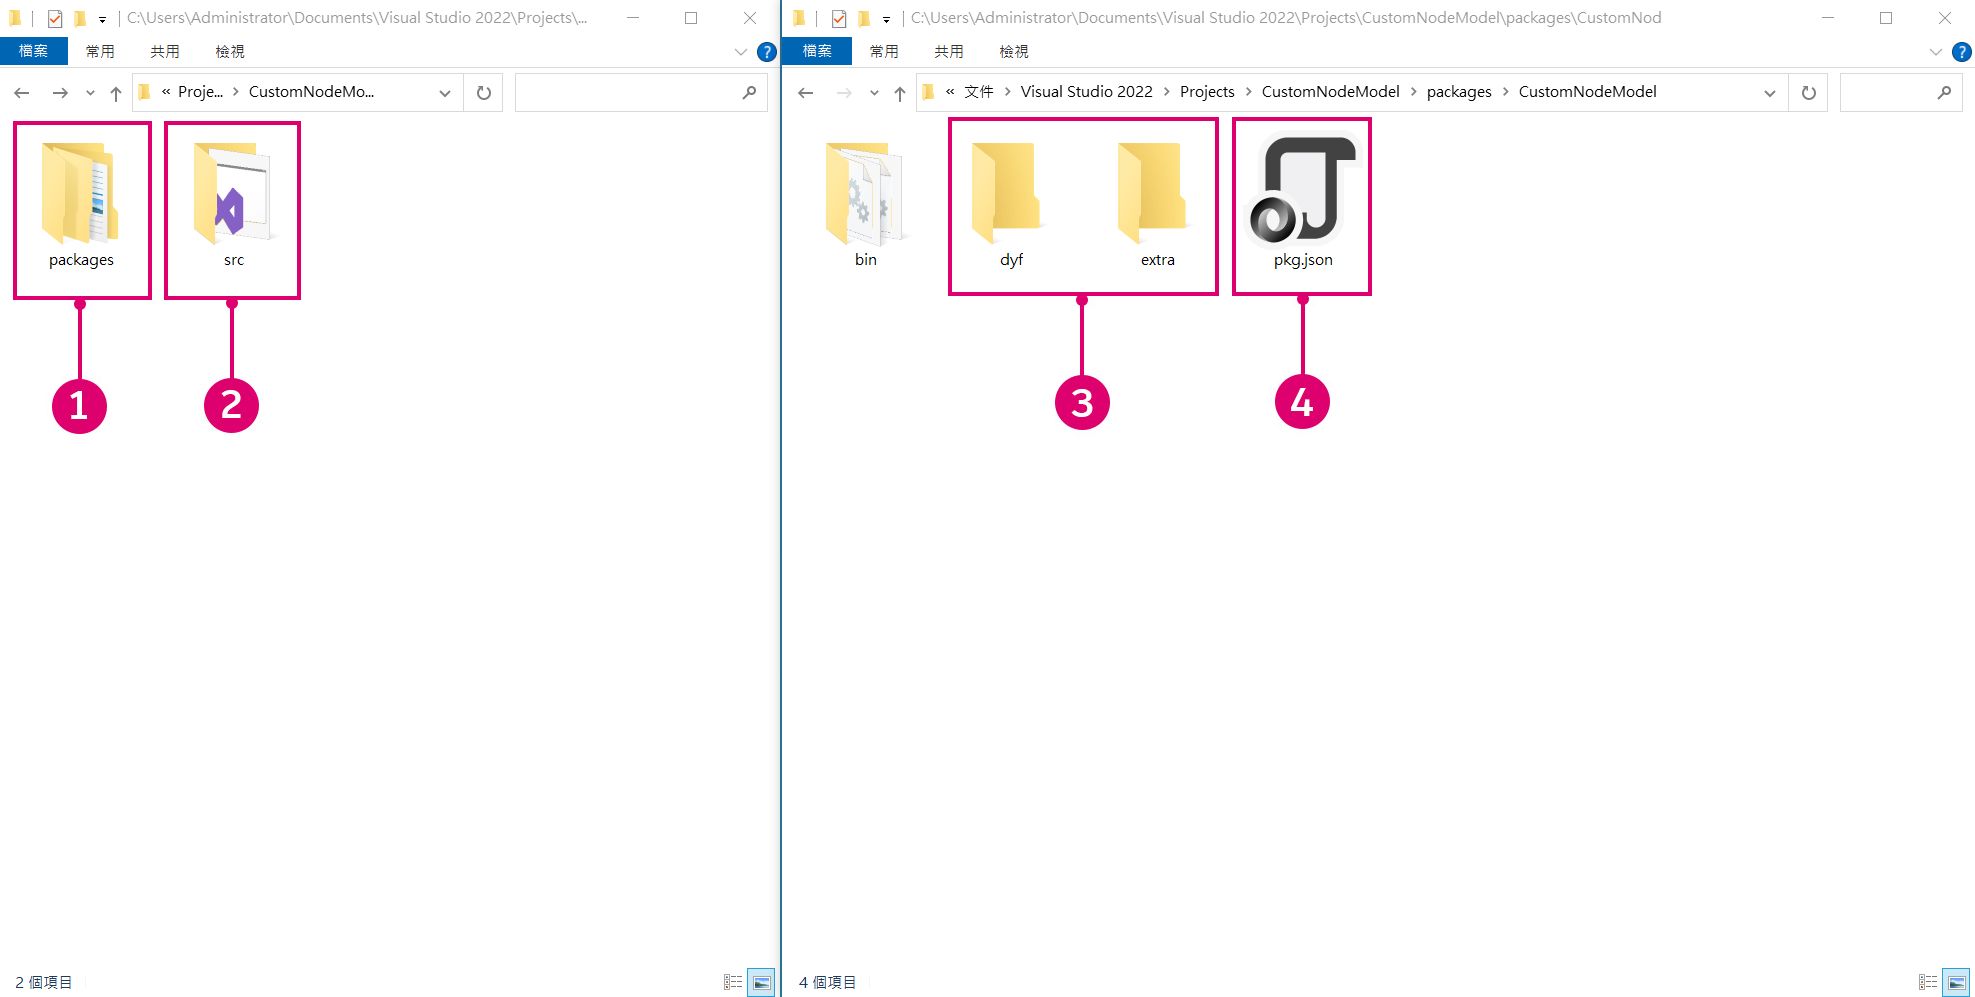 C:\Users\Administrator\Documents\Visual Studio 2022\Projects\...
檔案 常用 共用 檢視
« Proje... › CustomNodeMo...
packages
src
1
2
2 個項目
C:\Users\Administrator\Documents\Visual Studio 2022\Projects\CustomNodeModel\packages\CustomNod
檔案 常用 共用 檢視
« 文件 › Visual Studio 2022 › Projects › CustomNodeModel › packages › CustomNodeModel
bin
dyf
extra
pkg.json
3
4
4 個項目